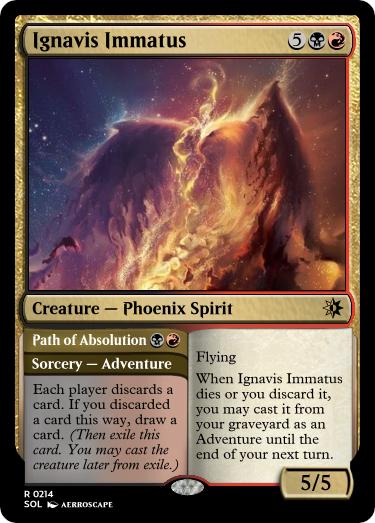 Ignavis Immatus 5
Creature — Phoenix Spirit
Path of Absolution
Sorcery — Adventure
Each player discards a
card. If you discarded
a card this way, draw a
card. (Then exile this
card. You may cast the
creature later from exile.)
Flying
When Ignavis Immatus
dies or you discard it,
you may cast it from
your graveyard as an
Adventure until the
end of your next turn.
5/5
R 0214
SOL AEROSCAPE